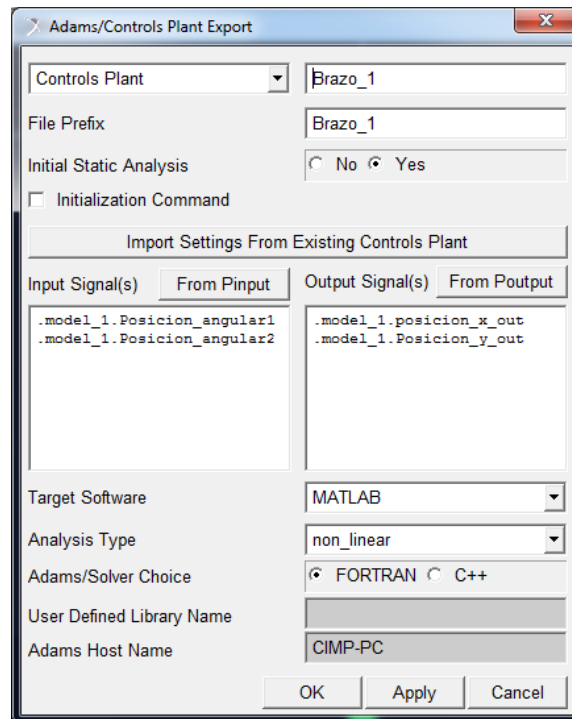 Adams/Controls Plant Export
Controls Plant Brazo_1
File Prefix Brazo_1
Initial Static Analysis No Yes
Initialization Command
Import Settings From Existing Controls Plant
Input Signal(s) From Pinput Output Signal(s) From Poutput
.model_1.Posicion_angular1 .model_1.posicion_x_out
.model_1.Posicion_angular2 .model_1.Posicion_y_out
Target Software MATLAB
Analysis Type non_linear
Adams/Solver Choice FORTRAN C++
User Defined Library Name
Adams Host Name CIMP-PC
OK Apply Cancel